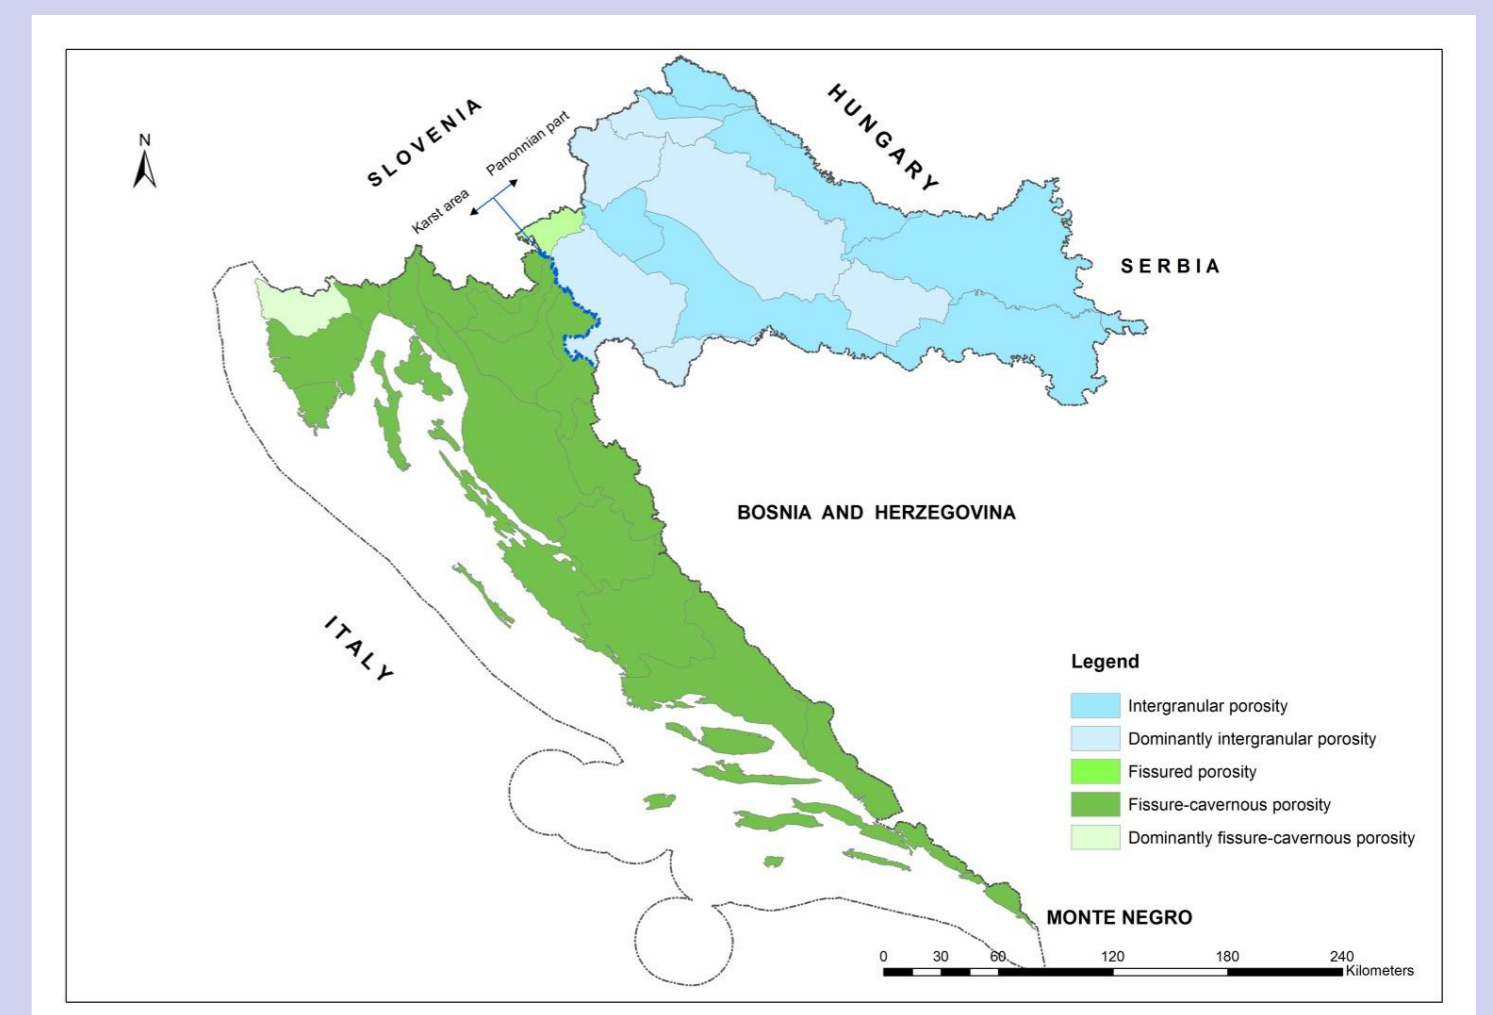 HUNGARY
SLOVENIA
Panonnian part
N
Karst area
SERBIA
BOSNIA AND HERZEGOVINA
ITALY
Legend
Intergranular porosity
Dominantly intergranular porosity
Fissured porosity
Fissure-cavernous porosity
Dominantly fissure-cavernous porosity
MONTE NEGRO
0 30 60 120 180 240
Kilometers